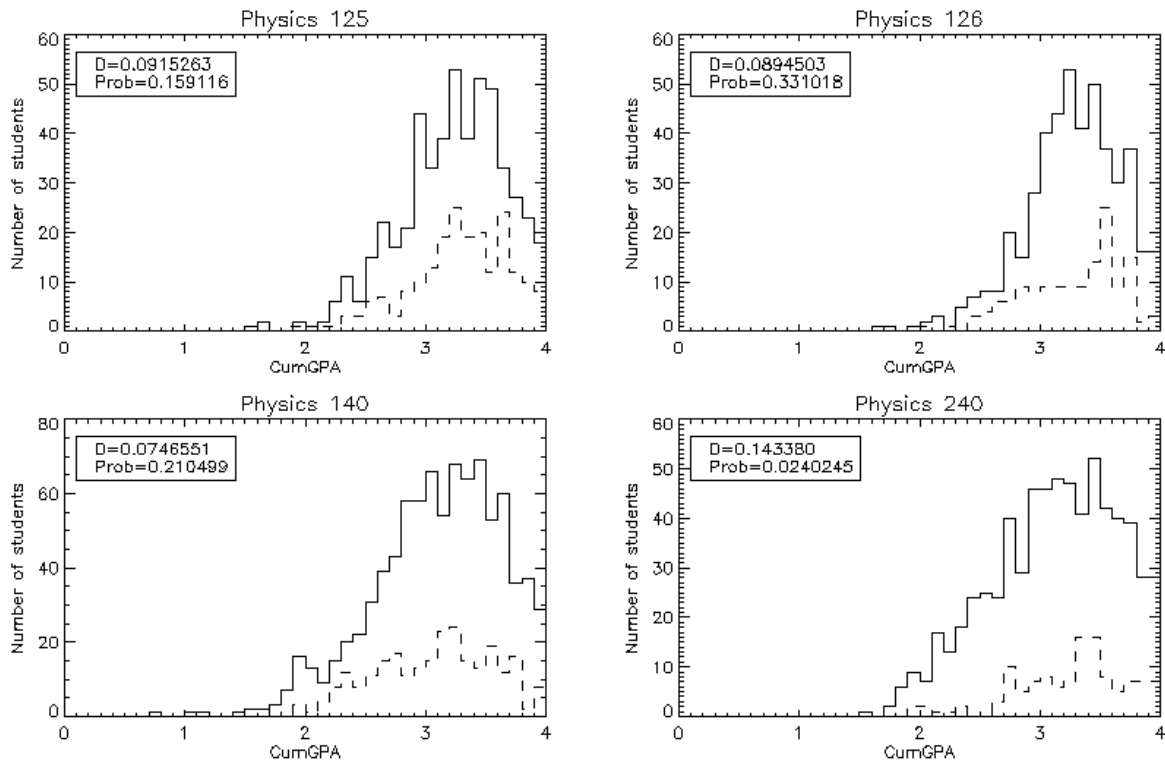 Physics 125
60
50
40
30
20
10
0
Number of students
D=0.0915263
Prob=0.159116
0 1 2 3 4
CumGPA
Physics 126
60
50
40
30
20
10
0
Number of students
D=0.0894503
Prob=0.331018
0 1 2 3 4
CumGPA
Physics 140
80
60
40
20
0
Number of students
D=0.0746551
Prob=0.210499
0 1 2 3 4
CumGPA
Physics 240
60
50
40
30
20
10
0
Number of students
D=0.143380
Prob=0.0240245
0 1 2 3 4
CumGPA